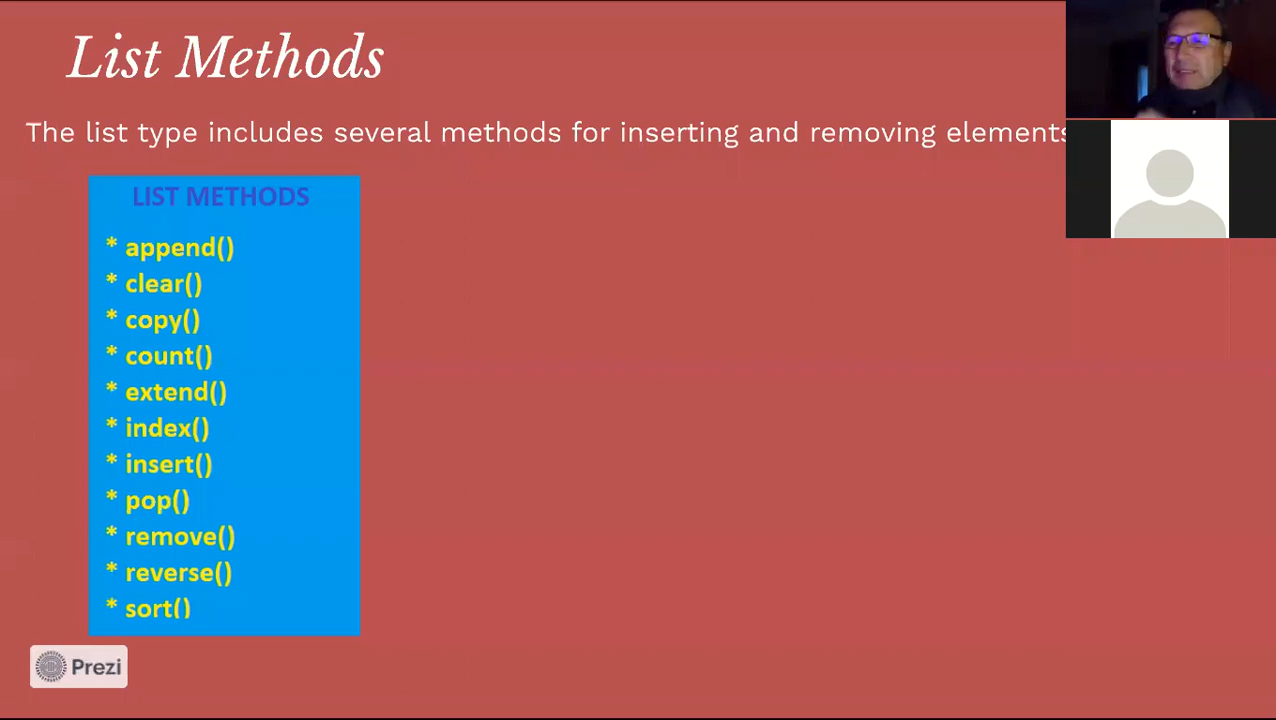 List Methods
The list type includes several methods for inserting and removing elements
LIST METHODS
* append()
* clear()
* copy()
* count()
* extend()
* index()
* insert()
* pop()
* remove()
* reverse()
* sort()
Prezi